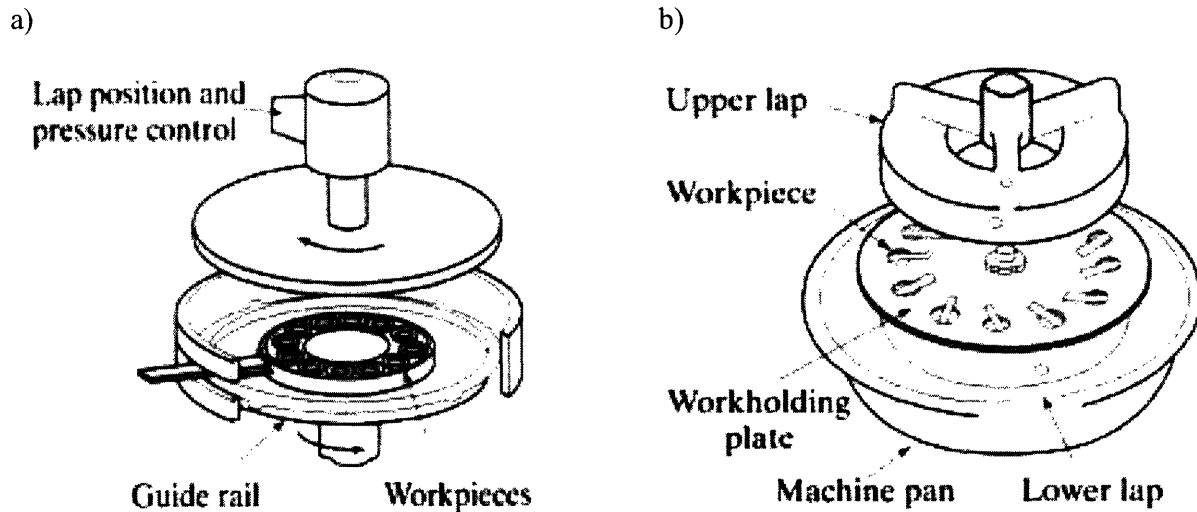 a)
Lap position and
pressure control
Guide rail
Workpieces
b)
Upper lap
Workpiece
Workholding
plate
Machine pan
Lower lap